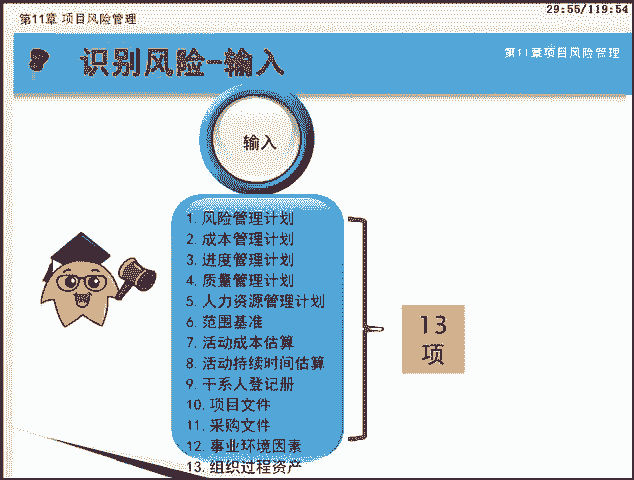 第11章 项目风险管理
29:55/119:54
识别风险-输入
第11章项目风险管理
输入
1. 风险管理计划
2. 成本管理计划
3. 进度管理计划
4. 质量管理计划
5. 人力资源管理计划
6. 范围基准
7. 活动成本估算
8. 活动持续时间估算
9. 干系人登记册
10. 项目文件
11. 采购文件
12. 事业环境因素
13. 组织过程资产
13
项